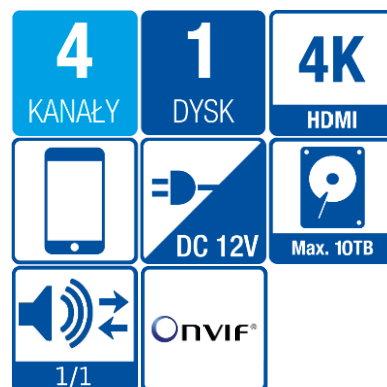 4
KANAŁY
1
DYSK
4K
HDMI
DC 12V
Max. 10TB
1/1
ONVIF®